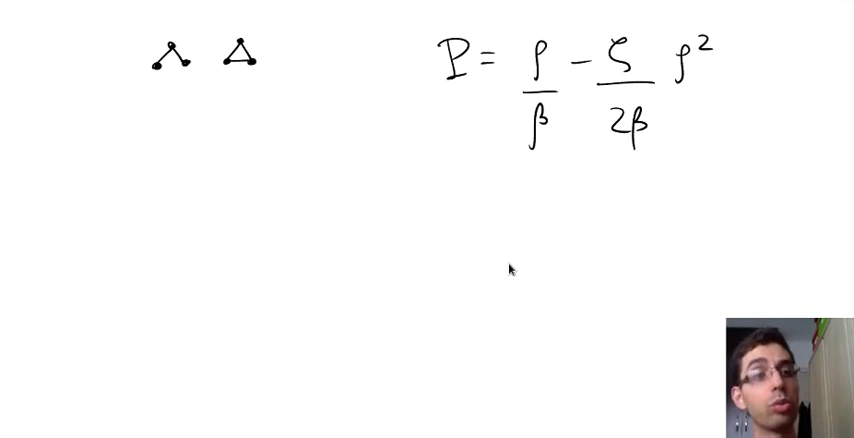 P = ρ/β - ζ/2β ρ²